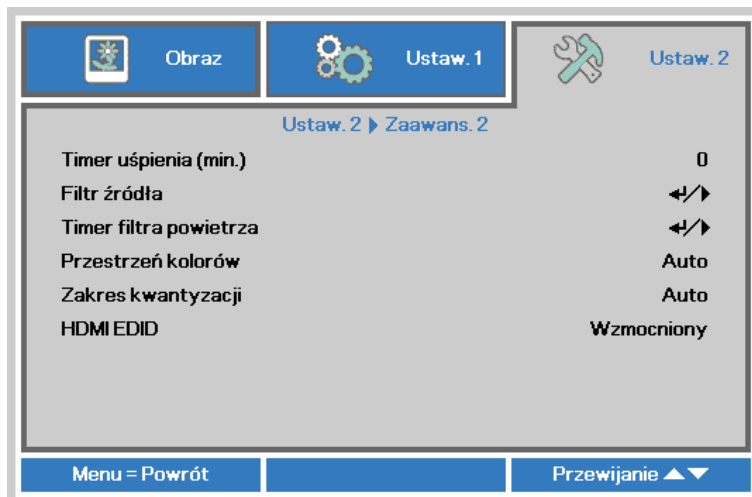 Obraz
Ustaw. 1
Ustaw. 2
Ustaw. 2 ▶ Zaawans. 2
Timer uśpienia (min.) 0
Filtr źródła ↵/▶
Timer filtra powietrza ↵/▶
Przestrzeń kolorów Auto
Zakres kwantyzacji Auto
HDMI EDID Wzmocniony
Menu = Powrót
Przewijanie ▲▼